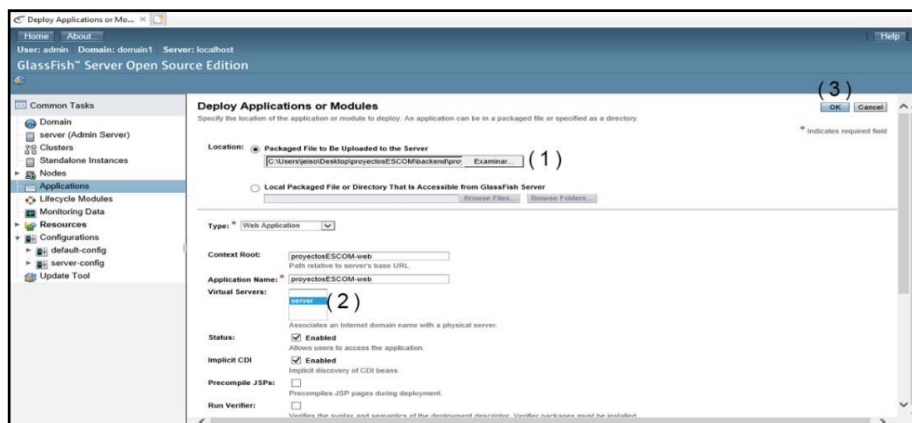 Deploy Applications or Mo...
Home About...
Help
User: admin Domain: domain1 Server: localhost
GlassFish™ Server Open Source Edition
Common Tasks
Domain
server (Admin Server)
Clusters
Standalone Instances
Nodes
Applications
Lifecycle Modules
Monitoring Data
Resources
Configurations
default-config
server-config
Update Tool
Deploy Applications or Modules
( 3 )
OK Cancel
Specify the location of the application or module to deploy. An application can be in a packaged file or specified as a directory.
* Indicates required field
Location: Packaged File to Be Uploaded to the Server
C:\Users\jeiso\Desktop\proyectosESCOM\backend\proy Examinar... ( 1 )
Local Packaged File or Directory That Is Accessible from GlassFish Server
Browse Files... Browse Folders...
Type: * Web Application
Context Root: proyectosESCOM-web
Path relative to server's base URL.
Application Name: * proyectosESCOM-web
Virtual Servers:
server ( 2 )
Associates an Internet domain name with a physical server.
Status: Enabled
Allows users to access the application.
Implicit CDI Enabled
Implicit discovery of CDI beans
Precompile JSPs:
Precompiles JSP pages during deployment.
Run Verifier:
Verifies the syntax and semantics of the deployment descriptor. Verifier packages must be installed